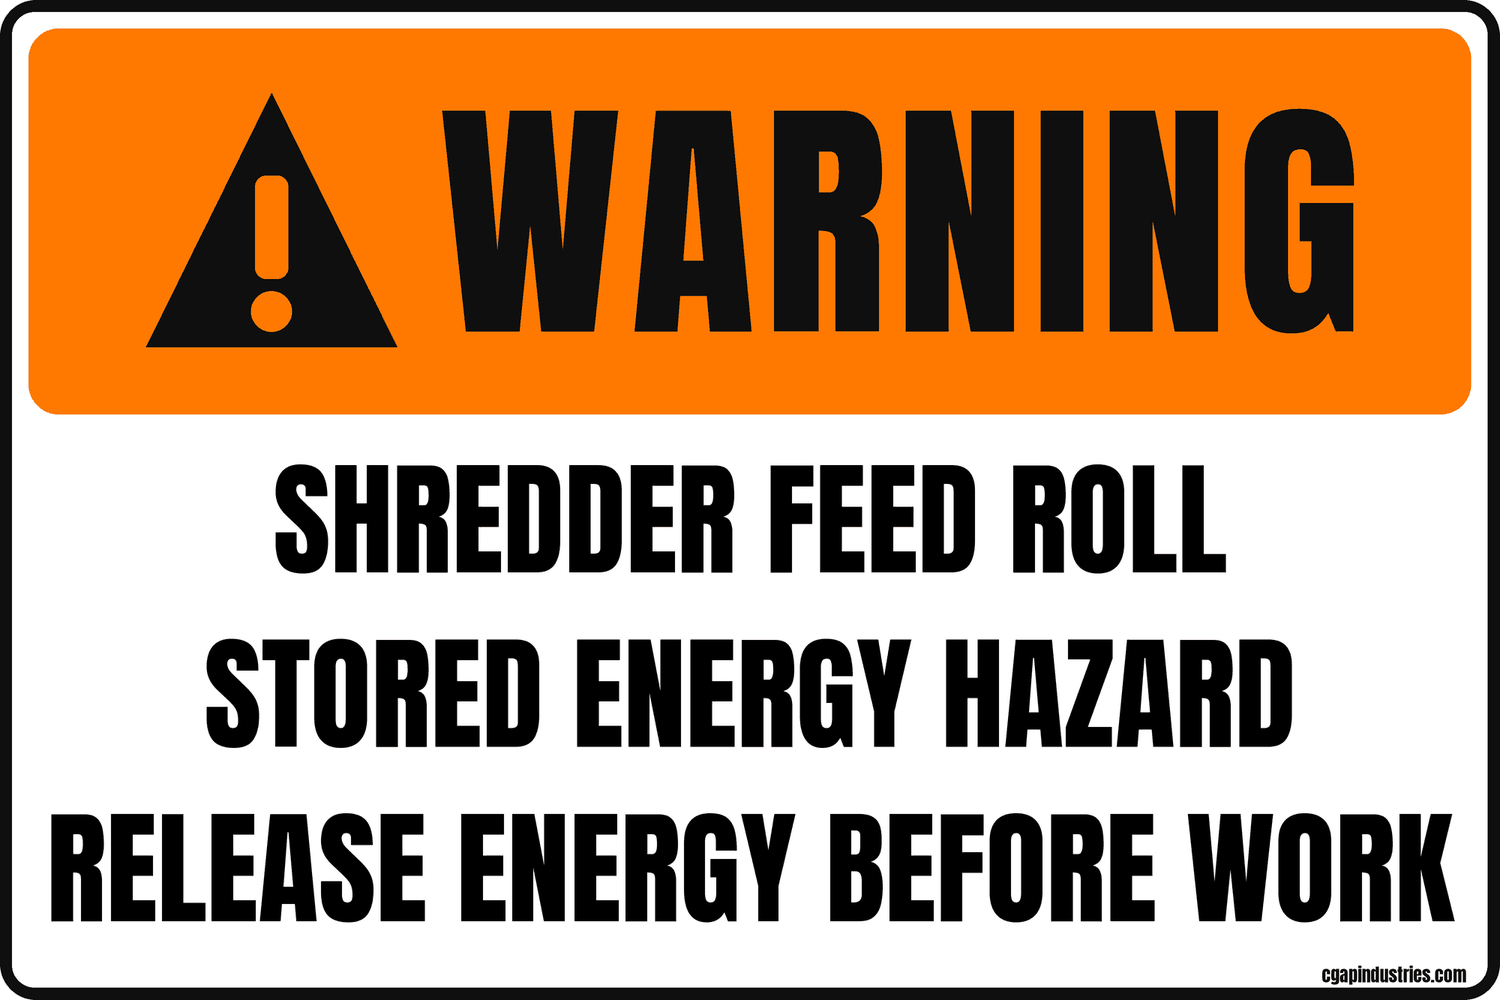 WARNING
SHREDDER FEED ROLL
STORED ENERGY HAZARD
RELEASE ENERGY BEFORE WORK
cgapindustries.com